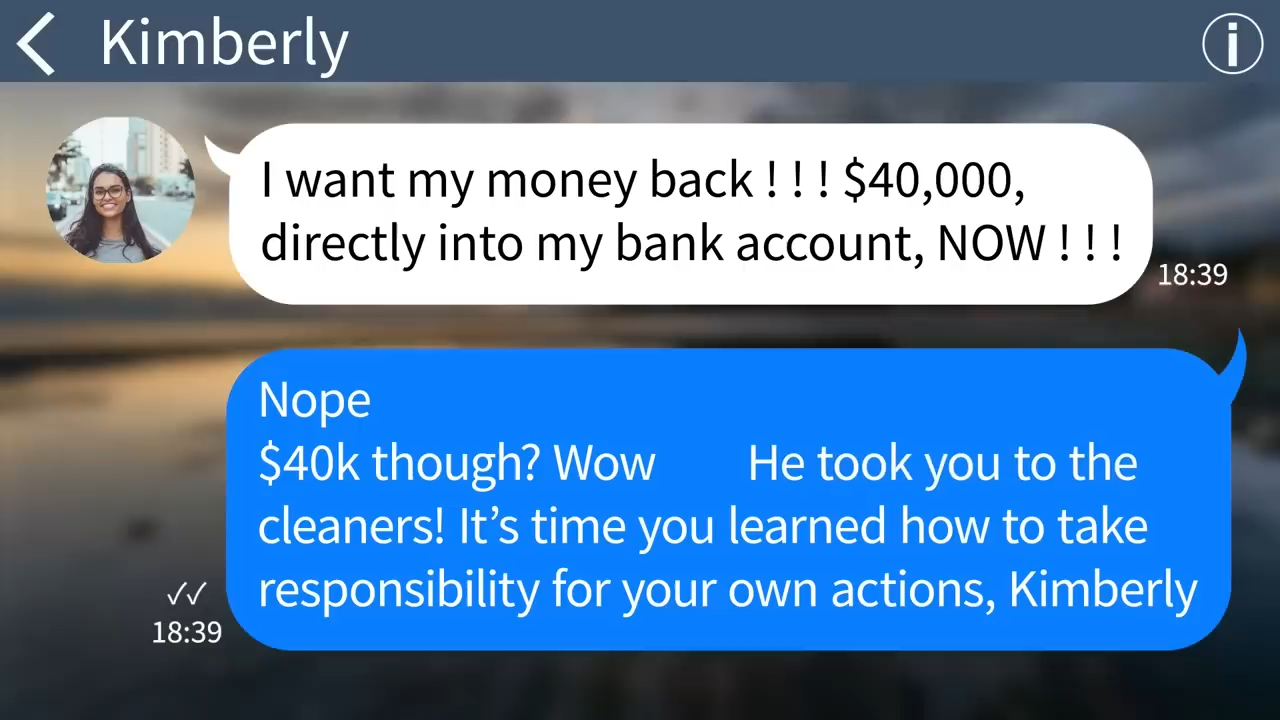 Kimberly
I want my money back ! ! ! $40,000,
directly into my bank account, NOW ! ! !
18:39
Nope
$40k though? Wow He took you to the
cleaners! It’s time you learned how to take
responsibility for your own actions, Kimberly
18:39